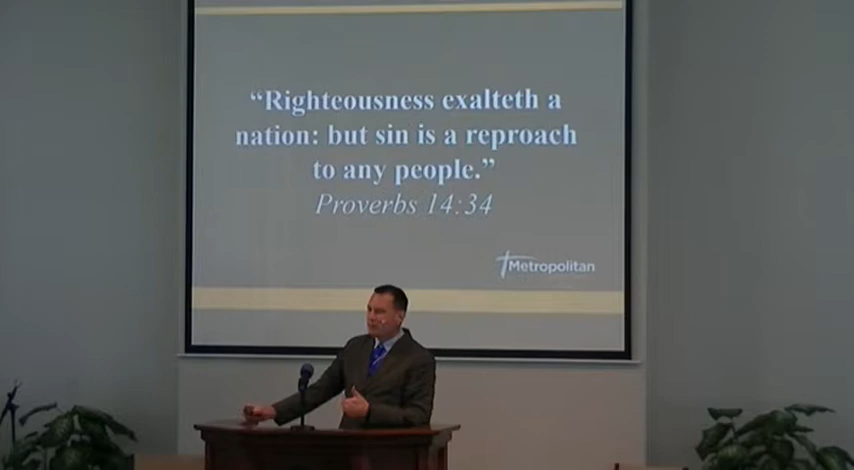 “Righteousness exalteth a
nation: but sin is a reproach
to any people.”
Proverbs 14:34
Metropolitan